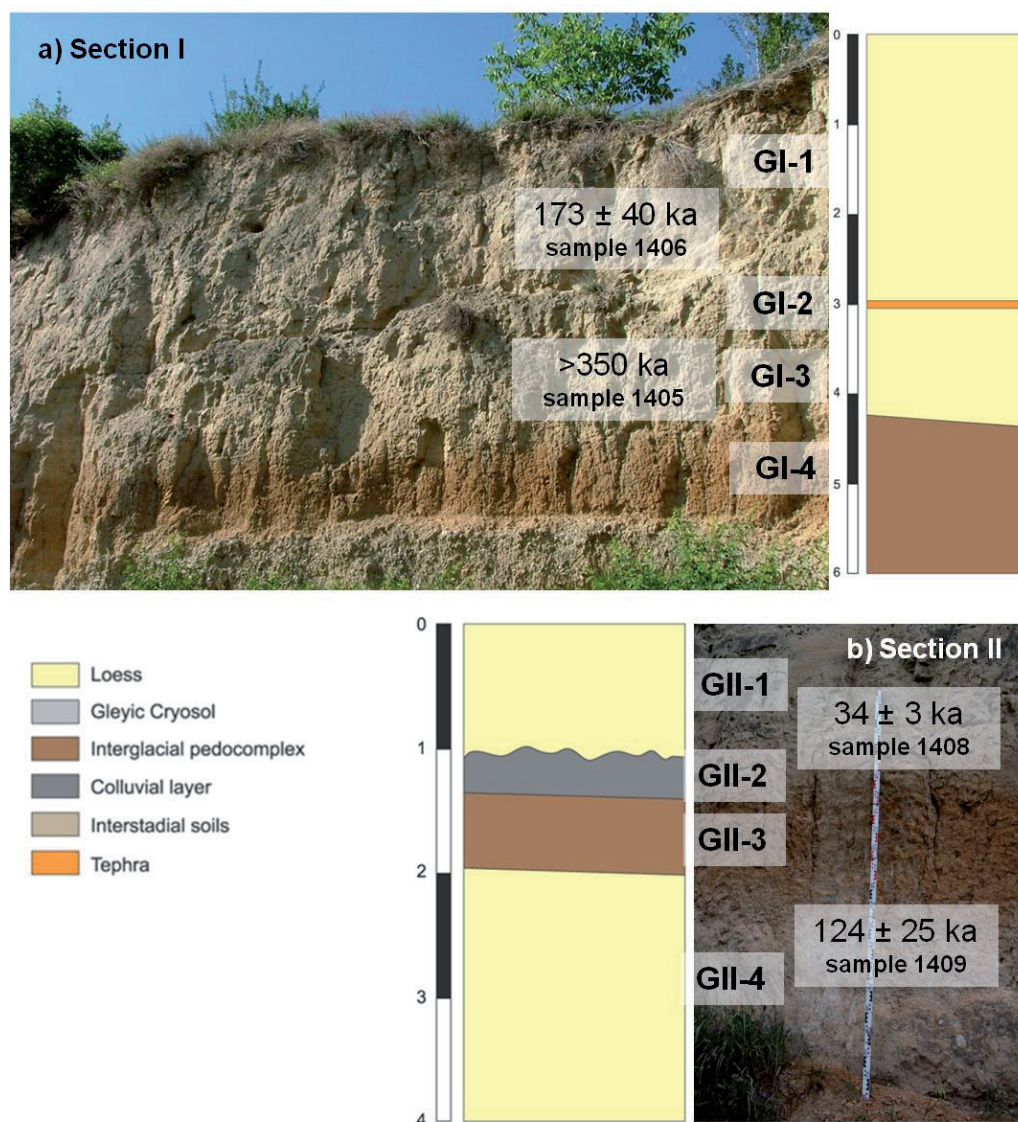 a) Section I
GI-1
173 ± 40 ka
sample 1406
GI-2
>350 ka
sample 1405
GI-3
GI-4
0
1
2
3
4
5
6
Loess
Gleyic Cryosol
Interglacial pedocomplex
Colluvial layer
Interstadial soils
Tephra
0
1
2
3
4
b) Section II
GII-1
34 ± 3 ka
sample 1408
GII-2
GII-3
124 ± 25 ka
sample 1409
GII-4